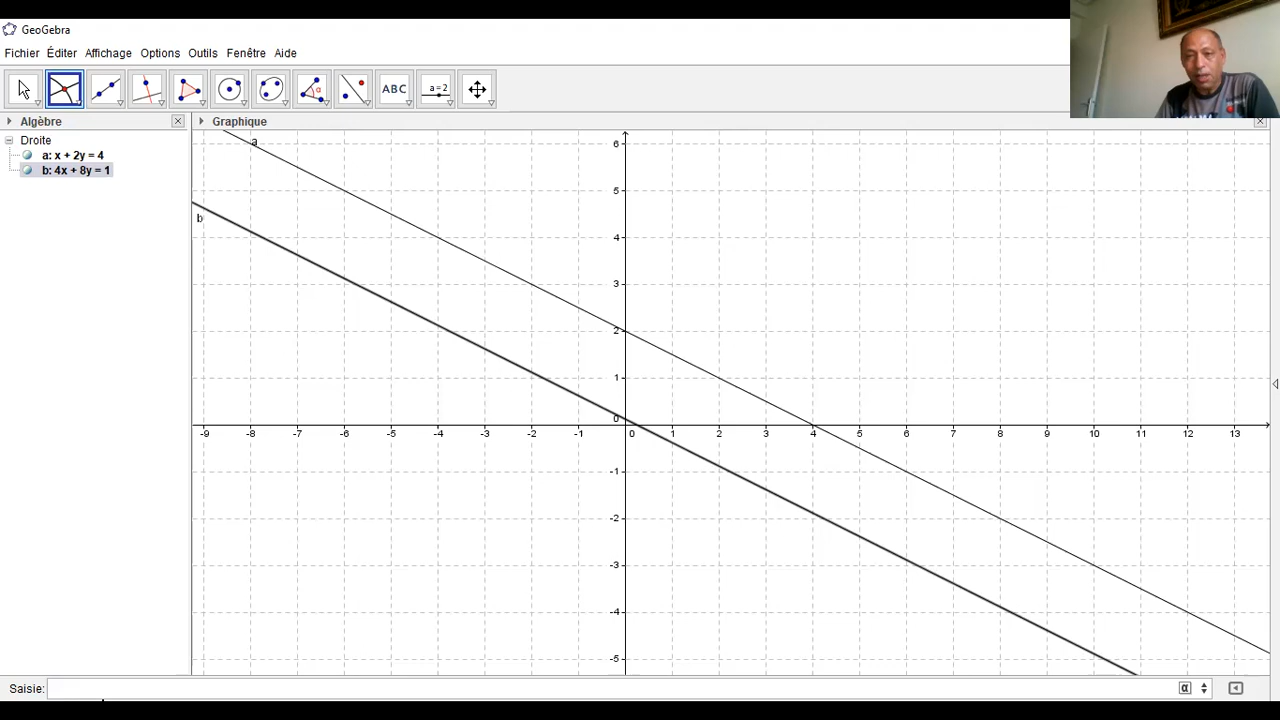 GeoGebra
Fichier Éditer Affichage Options Outils Fenêtre Aide
α ABC a = 2
Algèbre
Graphique
Droite
a: x + 2y = 4
b: 4x + 8y = 1
a
b
6
5
4
3
2
1
0
-9 -8 -7 -6 -5 -4 -3 -2 -1 0 1 2 3 4 5 6 7 8 9 10 11 12 13
-1
-2
-3
-4
-5
Saisie: α